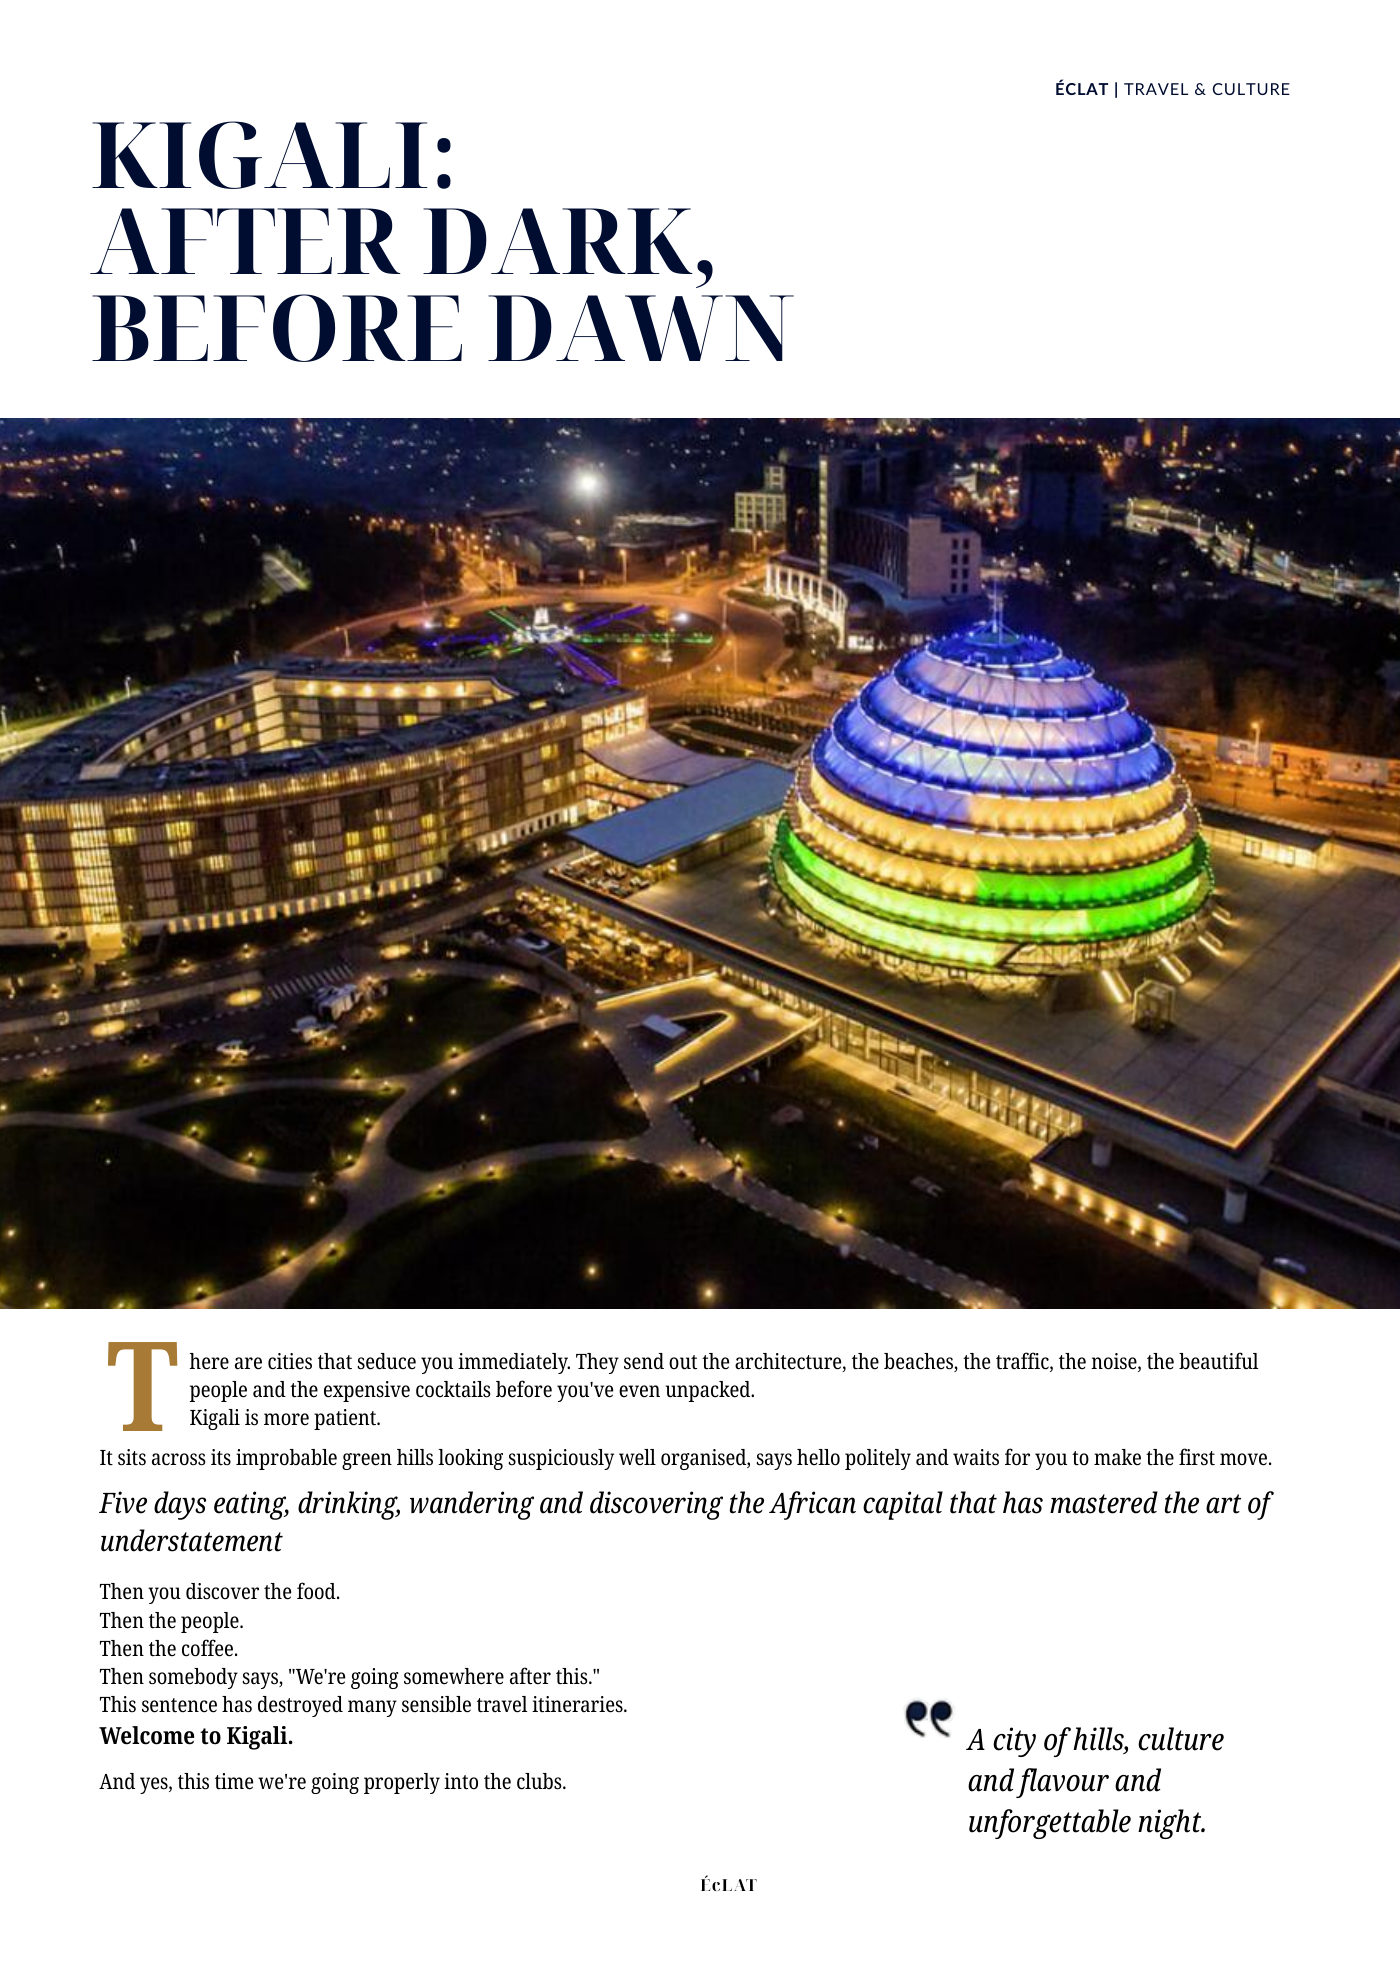 ÉCLAT | TRAVEL & CULTURE
KIGALI:
AFTER DARK,
BEFORE DAWN
There are cities that seduce you immediately. They send out the architecture, the beaches, the traffic, the noise, the beautiful
people and the expensive cocktails before you've even unpacked.
Kigali is more patient.
It sits across its improbable green hills looking suspiciously well organised, says hello politely and waits for you to make the first move.
Five days eating, drinking, wandering and discovering the African capital that has mastered the art of
understatement
Then you discover the food.
Then the people.
Then the coffee.
Then somebody says, "We're going somewhere after this."
This sentence has destroyed many sensible travel itineraries.
Welcome to Kigali.
And yes, this time we're going properly into the clubs.
❟❟ A city of hills, culture
and flavour and
unforgettable night.
ÉcLAT